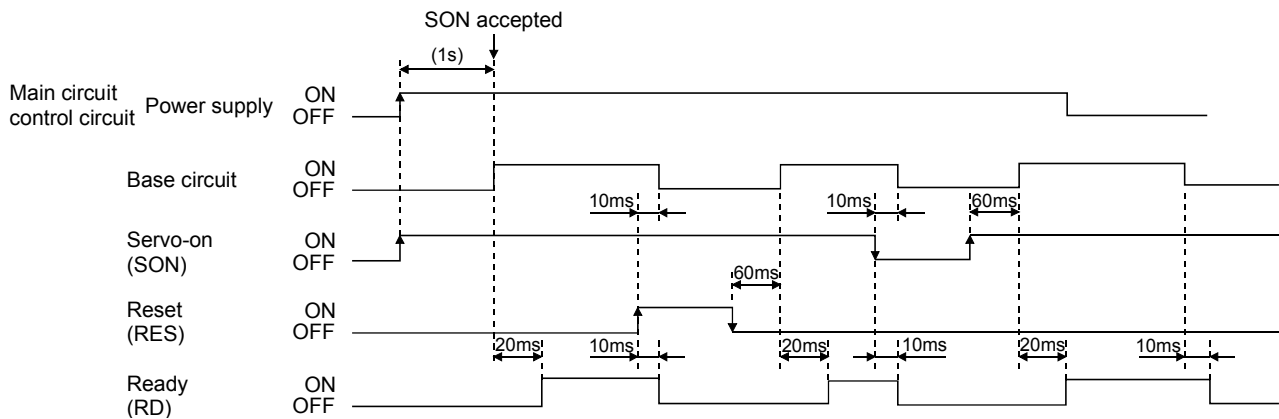 SON accepted
(1s)
Main circuit
control circuit
Power supply
ON
OFF
Base circuit
ON
OFF
10ms
10ms
60ms
Servo-on
(SON)
ON
OFF
60ms
Reset
(RES)
ON
OFF
20ms
10ms
20ms
10ms
20ms
10ms
Ready
(RD)
ON
OFF